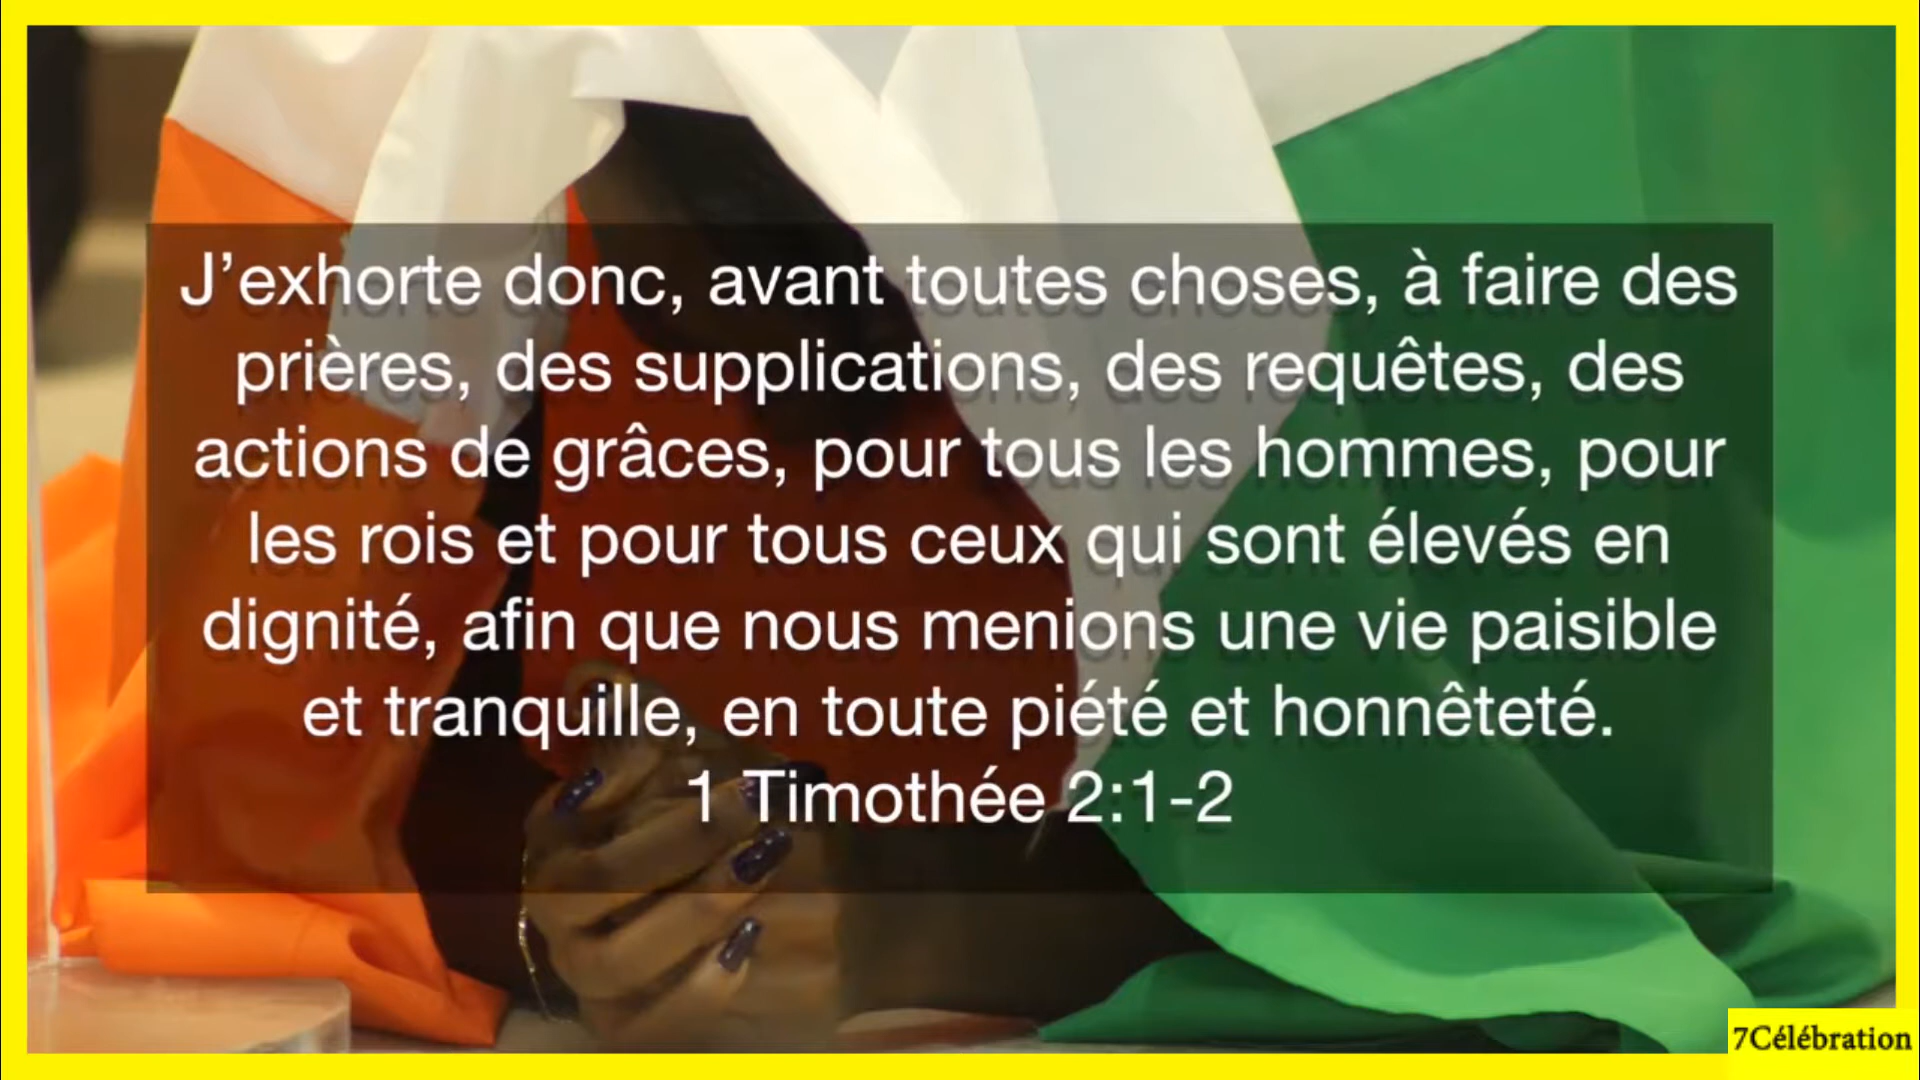 J’exhorte donc, avant toutes choses, à faire des
prières, des supplications, des requêtes, des
actions de grâces, pour tous les hommes, pour
les rois et pour tous ceux qui sont élevés en
dignité, afin que nous menions une vie paisible
et tranquille, en toute piété et honnêteté.
1 Timothée 2:1-2
7Célébration